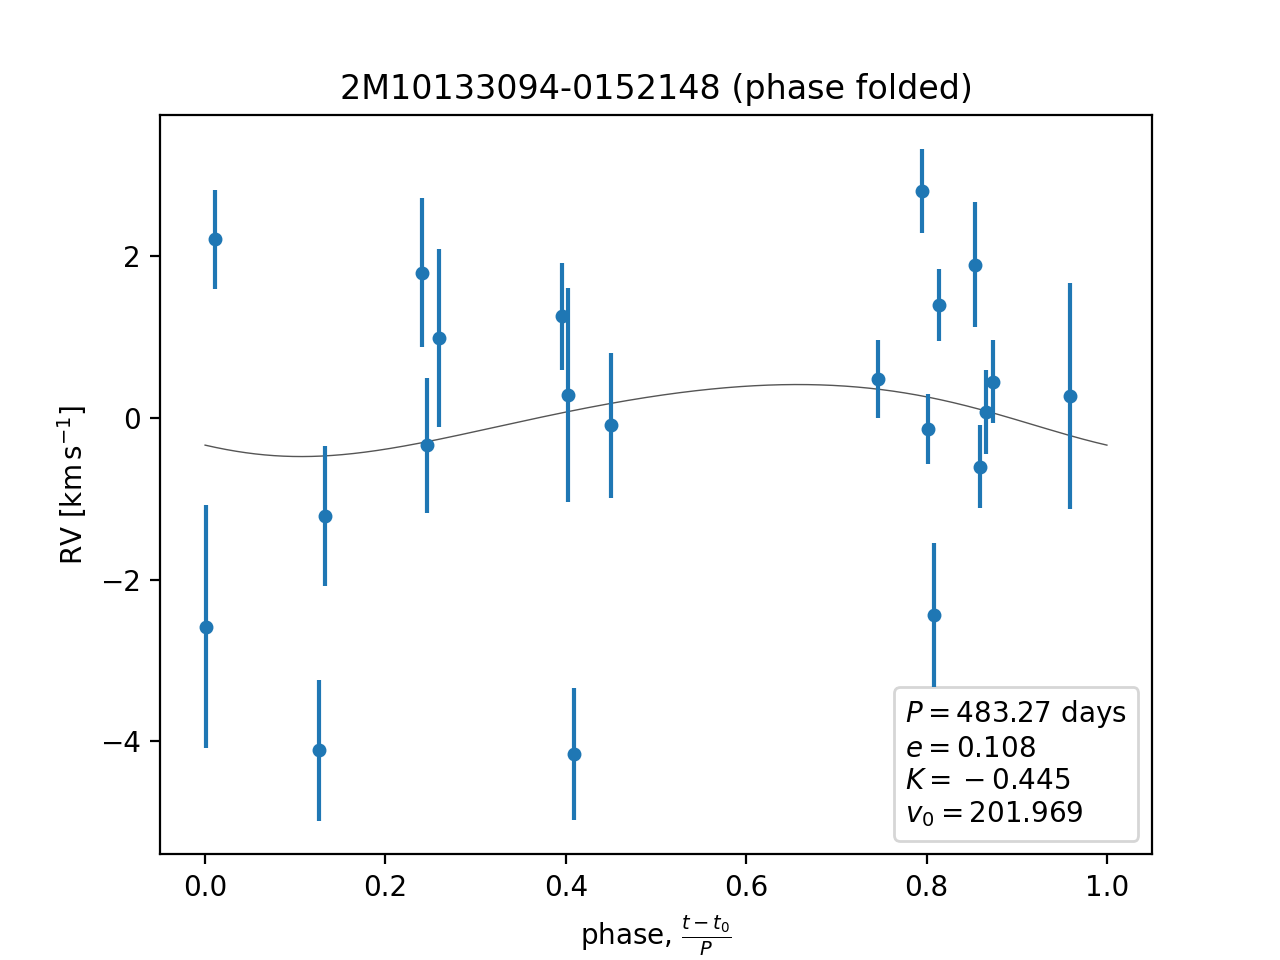 2M10133094-0152148 (phase folded)
RV [km s⁻¹]
2
0
−2
−4
0.0 0.2 0.4 0.6 0.8 1.0
phase, (t − t₀)/P
P = 483.27 days
e = 0.108
K = −0.445
v₀ = 201.969